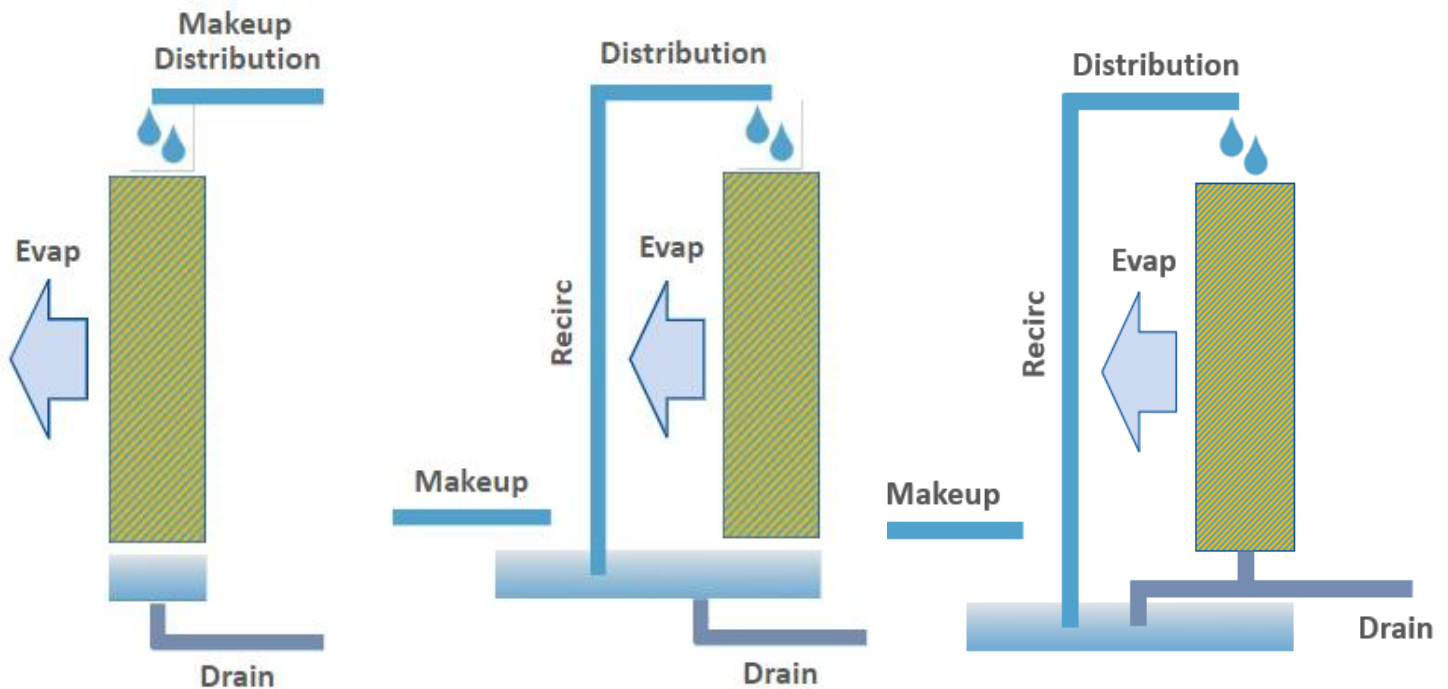 Makeup
Distribution
Evap
Drain
Distribution
Recirc
Evap
Makeup
Drain
Distribution
Recirc
Evap
Makeup
Drain